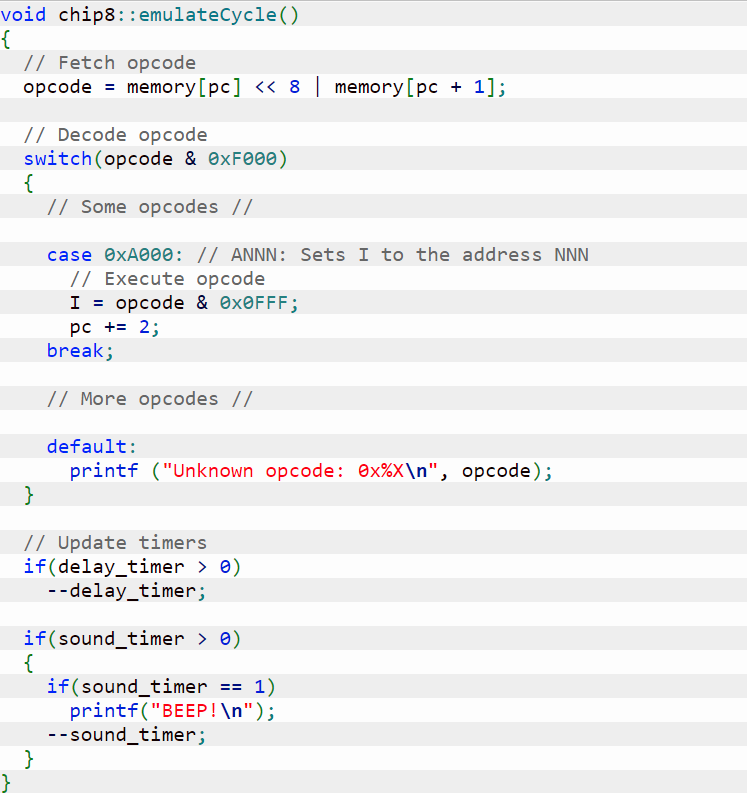 void chip8::emulateCycle()
{
  // Fetch opcode
  opcode = memory[pc] << 8 | memory[pc + 1];

  // Decode opcode
  switch(opcode & 0xF000)
  {
    // Some opcodes //

    case 0xA000: // ANNN: Sets I to the address NNN
      // Execute opcode
      I = opcode & 0x0FFF;
      pc += 2;
    break;

    // More opcodes //

    default:
      printf ("Unknown opcode: 0x%X\n", opcode);
  }

  // Update timers
  if(delay_timer > 0)
    --delay_timer;

  if(sound_timer > 0)
  {
    if(sound_timer == 1)
      printf("BEEP!\n");
    --sound_timer;
  }
}